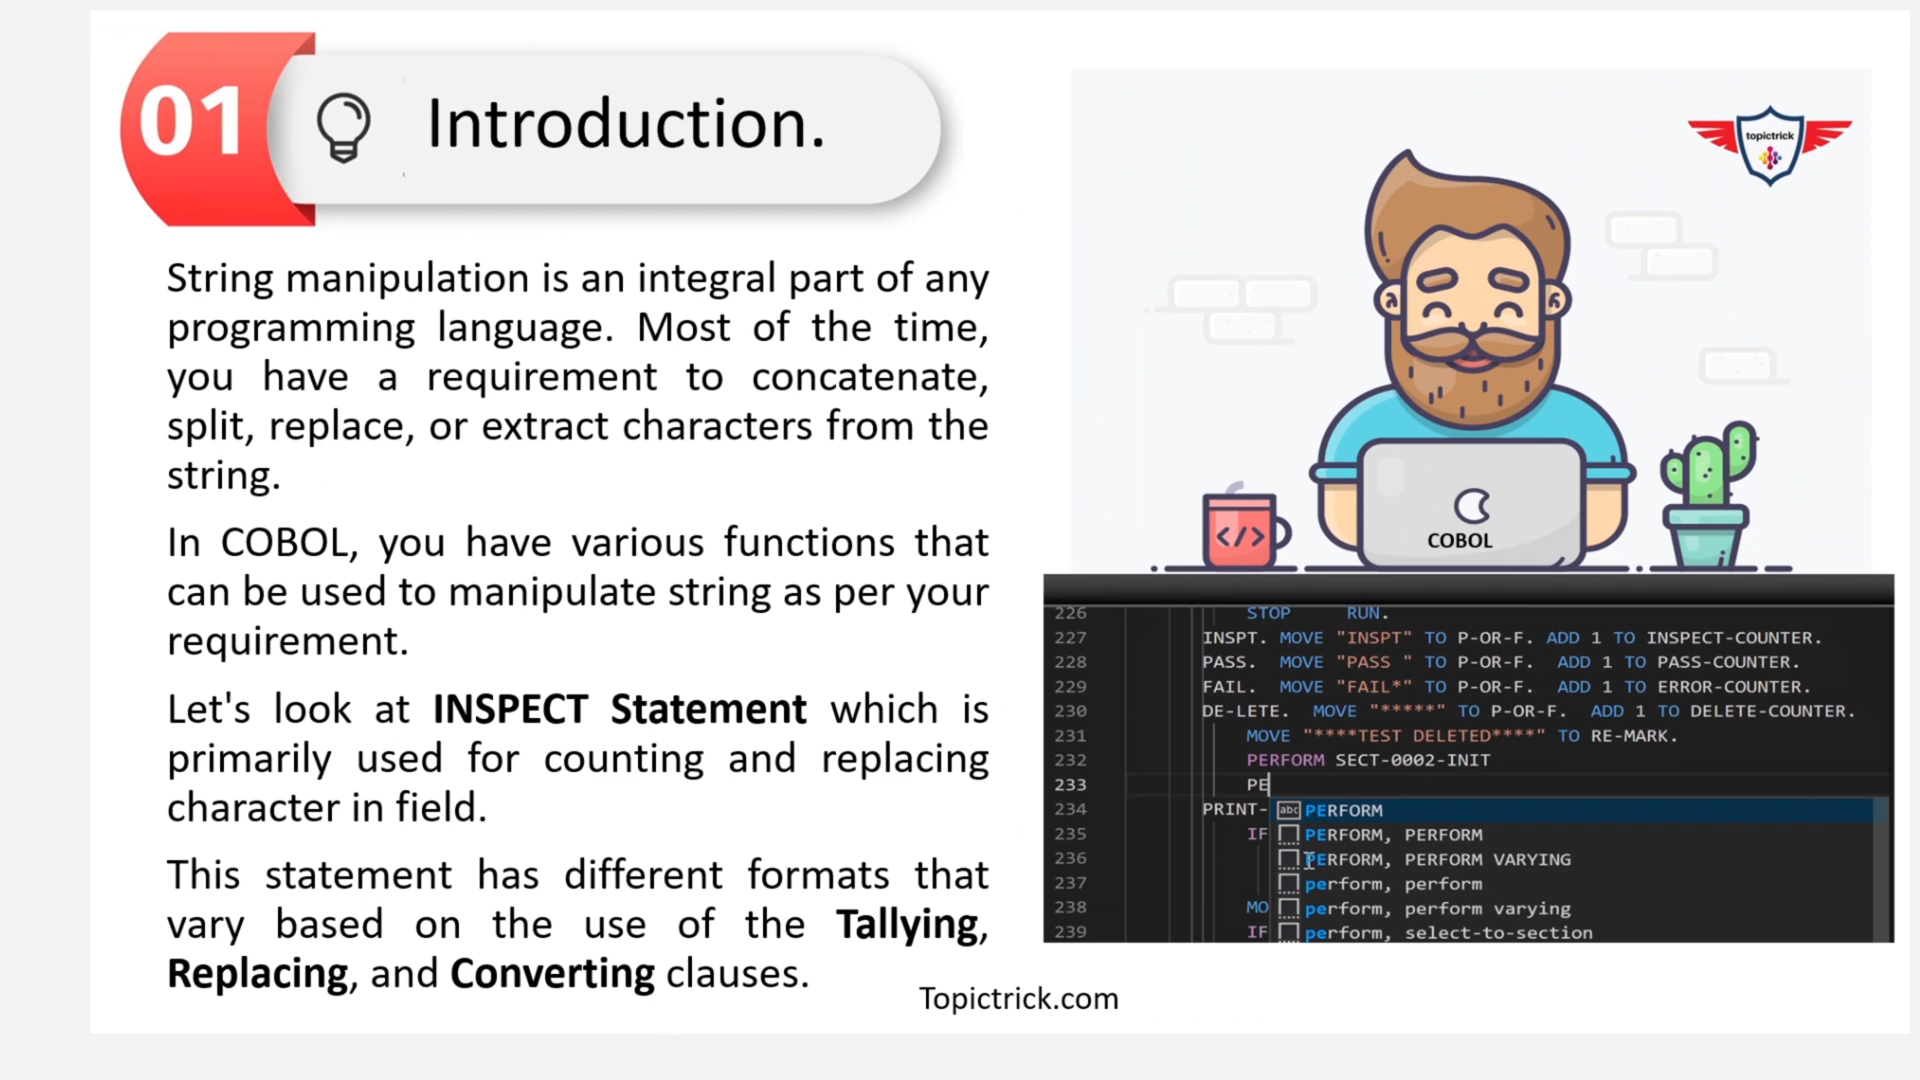 01
Introduction.
String manipulation is an integral part of any
programming language. Most of the time,
you have a requirement to concatenate,
split, replace, or extract characters from the
string.
In COBOL, you have various functions that
can be used to manipulate string as per your
requirement.
Let's look at INSPECT Statement which is
primarily used for counting and replacing
character in field.
This statement has different formats that
vary based on the use of the Tallying,
Replacing, and Converting clauses.
topictrick
</>
COBOL
226 STOP RUN.
227 INSPT. MOVE "INSPT" TO P-OR-F. ADD 1 TO INSPECT-COUNTER.
228 PASS. MOVE "PASS " TO P-OR-F. ADD 1 TO PASS-COUNTER.
229 FAIL. MOVE "FAIL*" TO P-OR-F. ADD 1 TO ERROR-COUNTER.
230 DE-LETE. MOVE "*****" TO P-OR-F. ADD 1 TO DELETE-COUNTER.
231 MOVE "****TEST DELETED****" TO RE-MARK.
232 PERFORM SECT-0002-INIT
233 PE
234 PRINT- abc PERFORM
235 IF PERFORM, PERFORM
236 PERFORM, PERFORM VARYING
237 perform, perform
238 MO perform, perform varying
239 IF perform, select-to-section
Topictrick.com